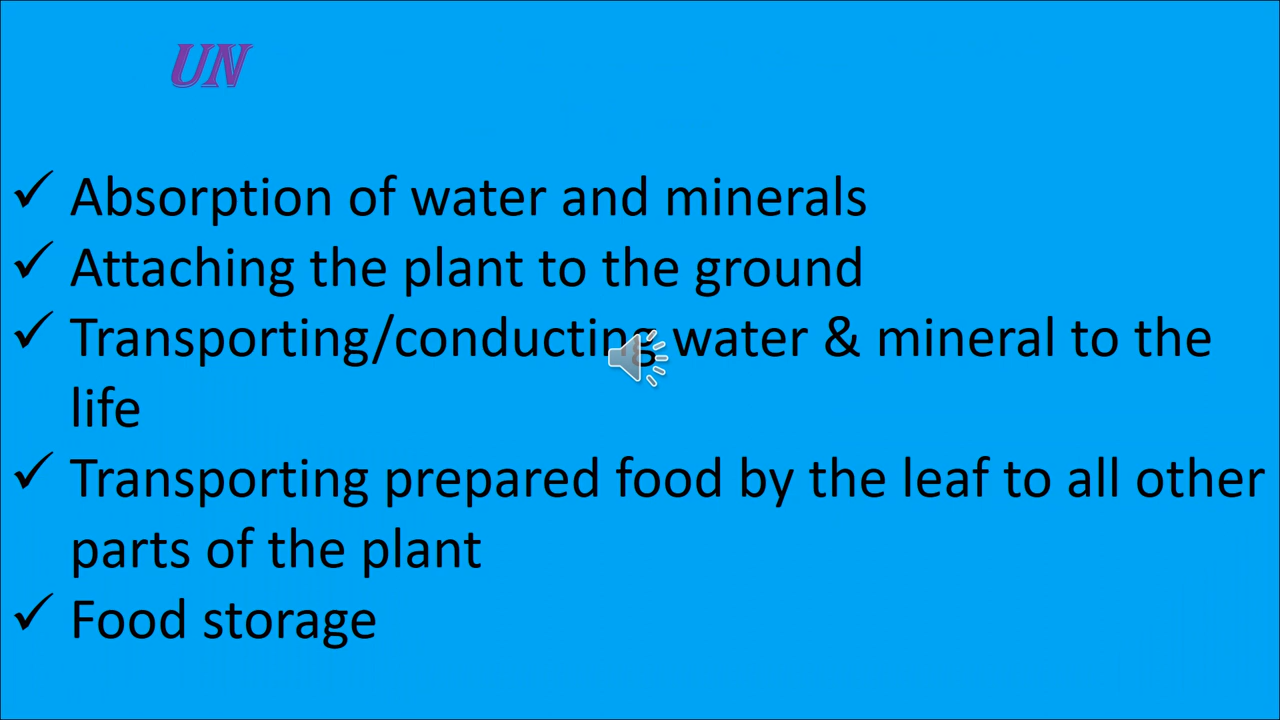 UN
✓ Absorption of water and minerals
✓ Attaching the plant to the ground
✓ Transporting/conducting water & mineral to the
life
✓ Transporting prepared food by the leaf to all other
parts of the plant
✓ Food storage